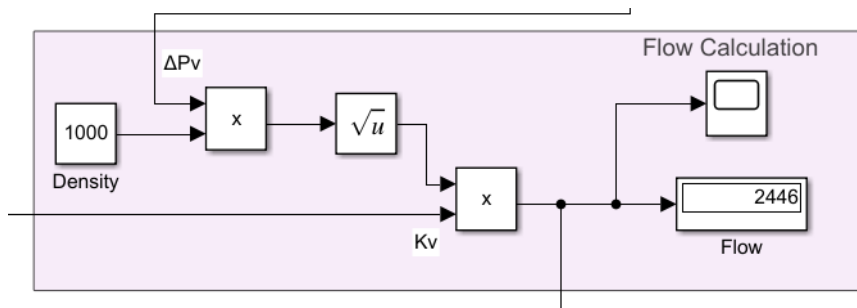 Flow Calculation
ΔPv
1000
x
√u
Density
x
2446
Kv
Flow